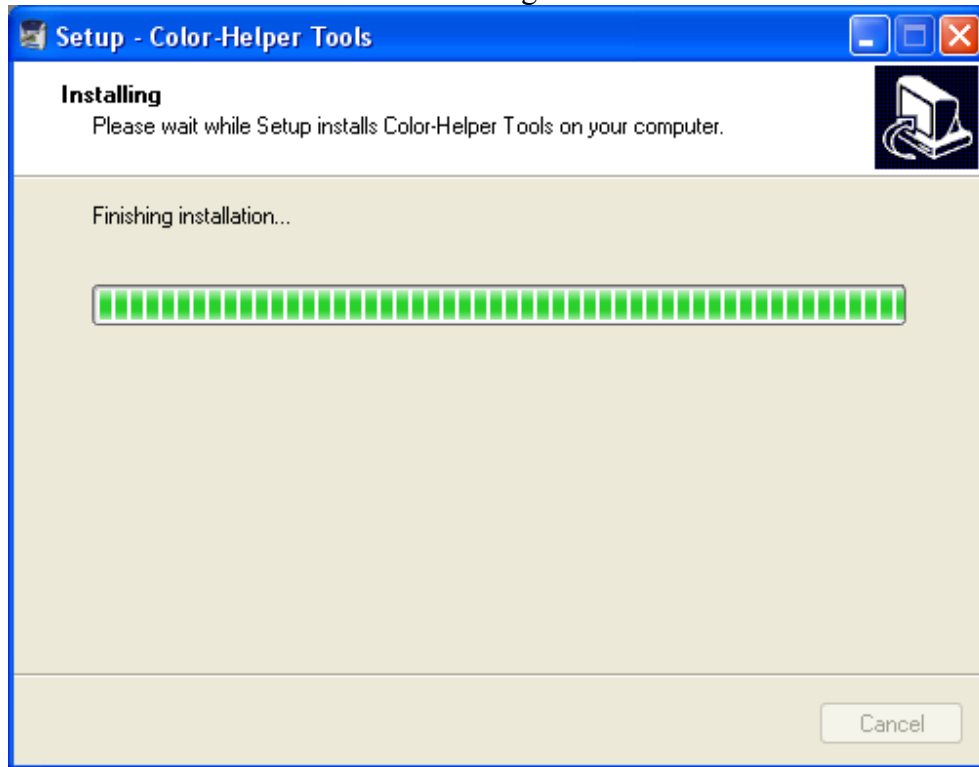 Setup - Color-Helper Tools
Installing
Please wait while Setup installs Color-Helper Tools on your computer.
Finishing installation...
Cancel